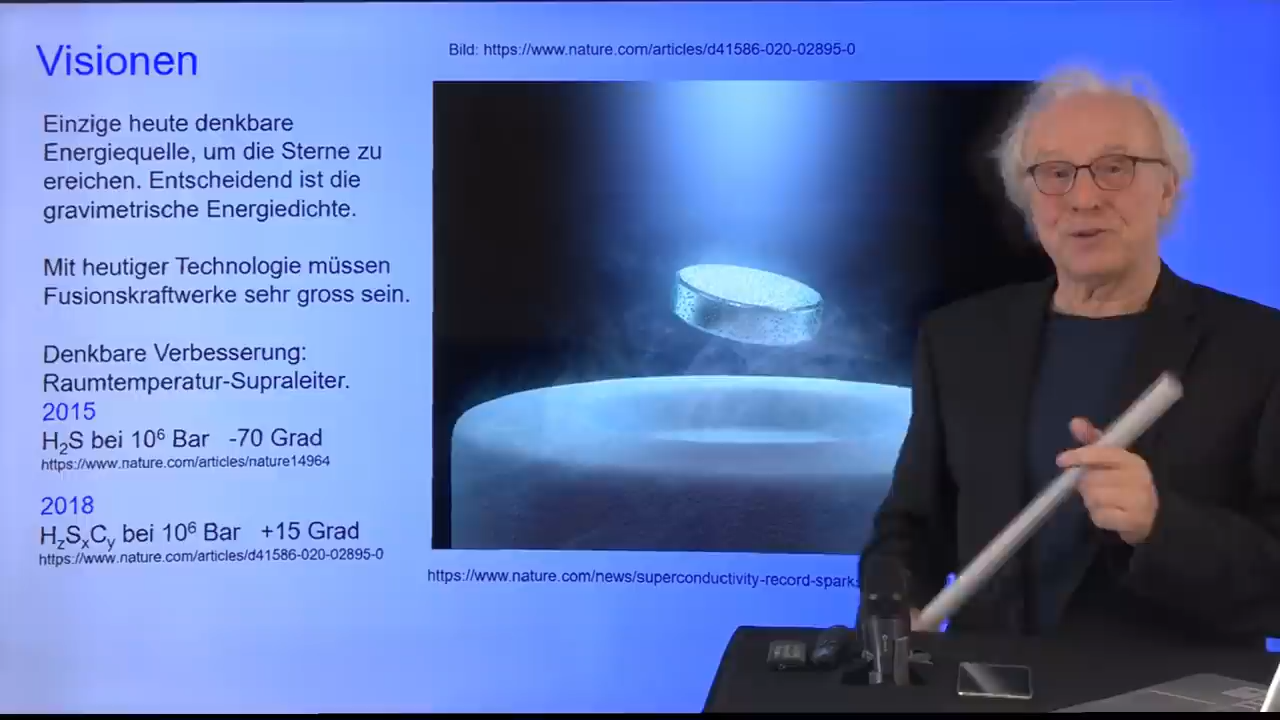 Visionen
Bild: https://www.nature.com/articles/d41586-020-02895-0
Einzige heute denkbare
Energiequelle, um die Sterne zu
ereichen. Entscheidend ist die
gravimetrische Energiedichte.
Mit heutiger Technologie müssen
Fusionskraftwerke sehr gross sein.
Denkbare Verbesserung:
Raumtemperatur-Supraleiter.
2015
H₂S bei 10⁶ Bar -70 Grad
https://www.nature.com/articles/nature14964
2018
HzSxCy bei 10⁶ Bar +15 Grad
https://www.nature.com/articles/d41586-020-02895-0
https://www.nature.com/news/superconductivity-record-spark